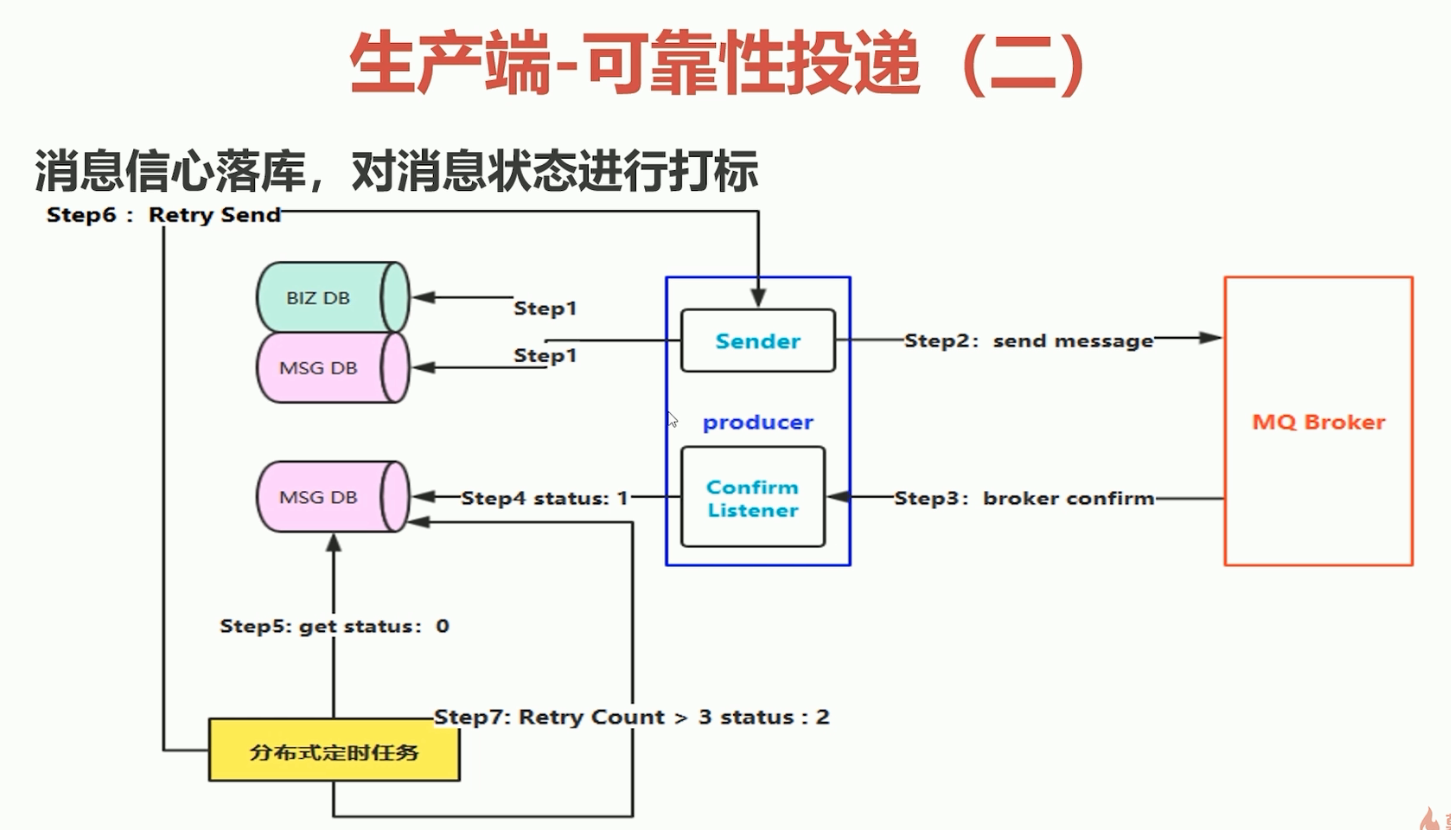 生产端-可靠性投递（二）
消息信心落库，对消息状态进行打标
Step6： Retry Send
BIZ DB
Step1
MSG DB
Step1
Sender
Step2：send message
producer
MQ Broker
MSG DB
Step4 status: 1
Confirm
Listener
Step3：broker confirm
Step5: get status：0
Step7: Retry Count > 3 status : 2
分布式定时任务